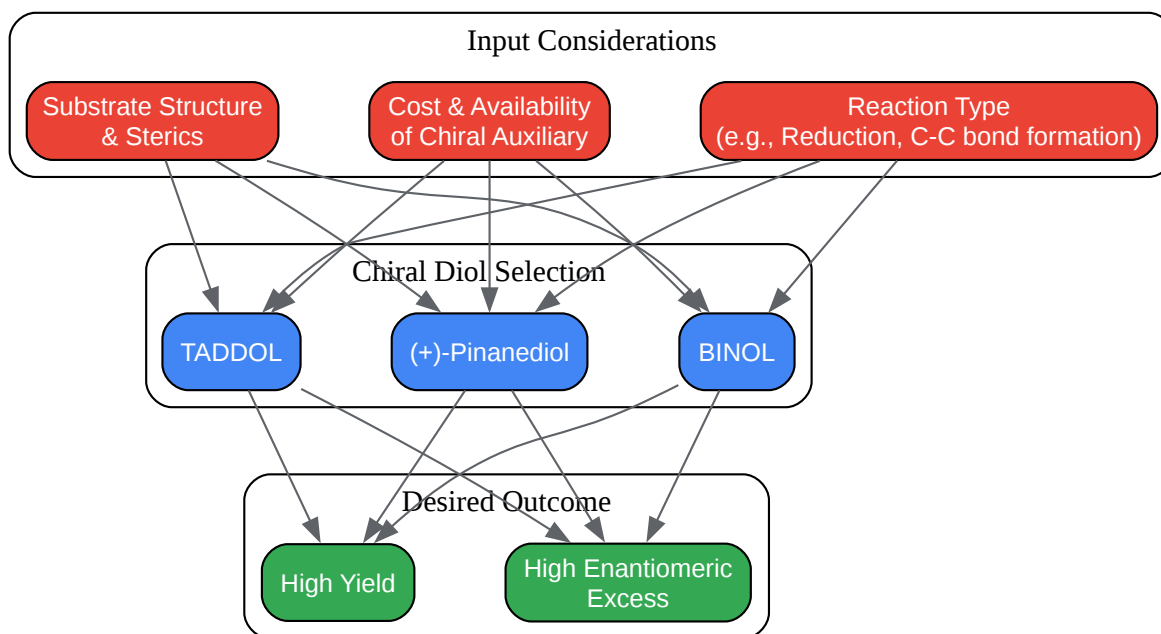 Input Considerations
Substrate Structure
& Sterics
Cost & Availability
of Chiral Auxiliary
Reaction Type
(e.g., Reduction, C-C bond formation)
Chiral Diol Selection
TADDOL
(+)-Pinanediol
BINOL
Desired Outcome
High Yield
High Enantiomeric
Excess